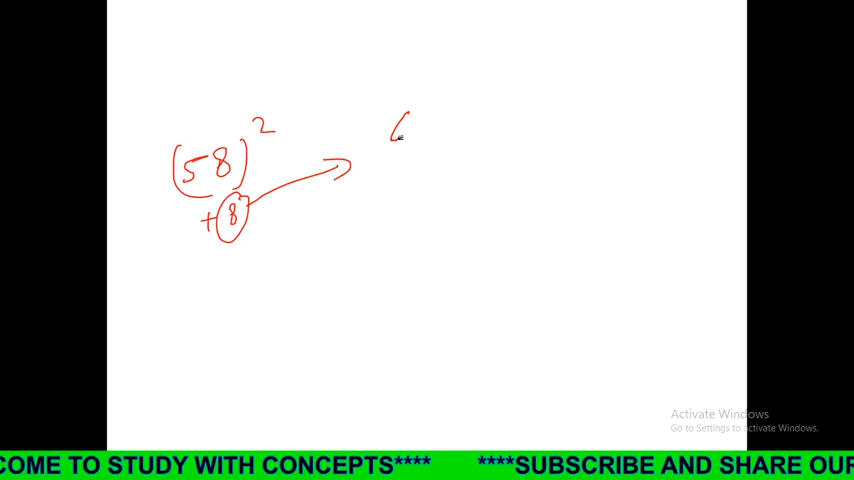 (58)²
+8
Activate Windows
Go to Settings to Activate Windows.
COME TO STUDY WITH CONCEPTS**** ****SUBSCRIBE AND SHARE OUR